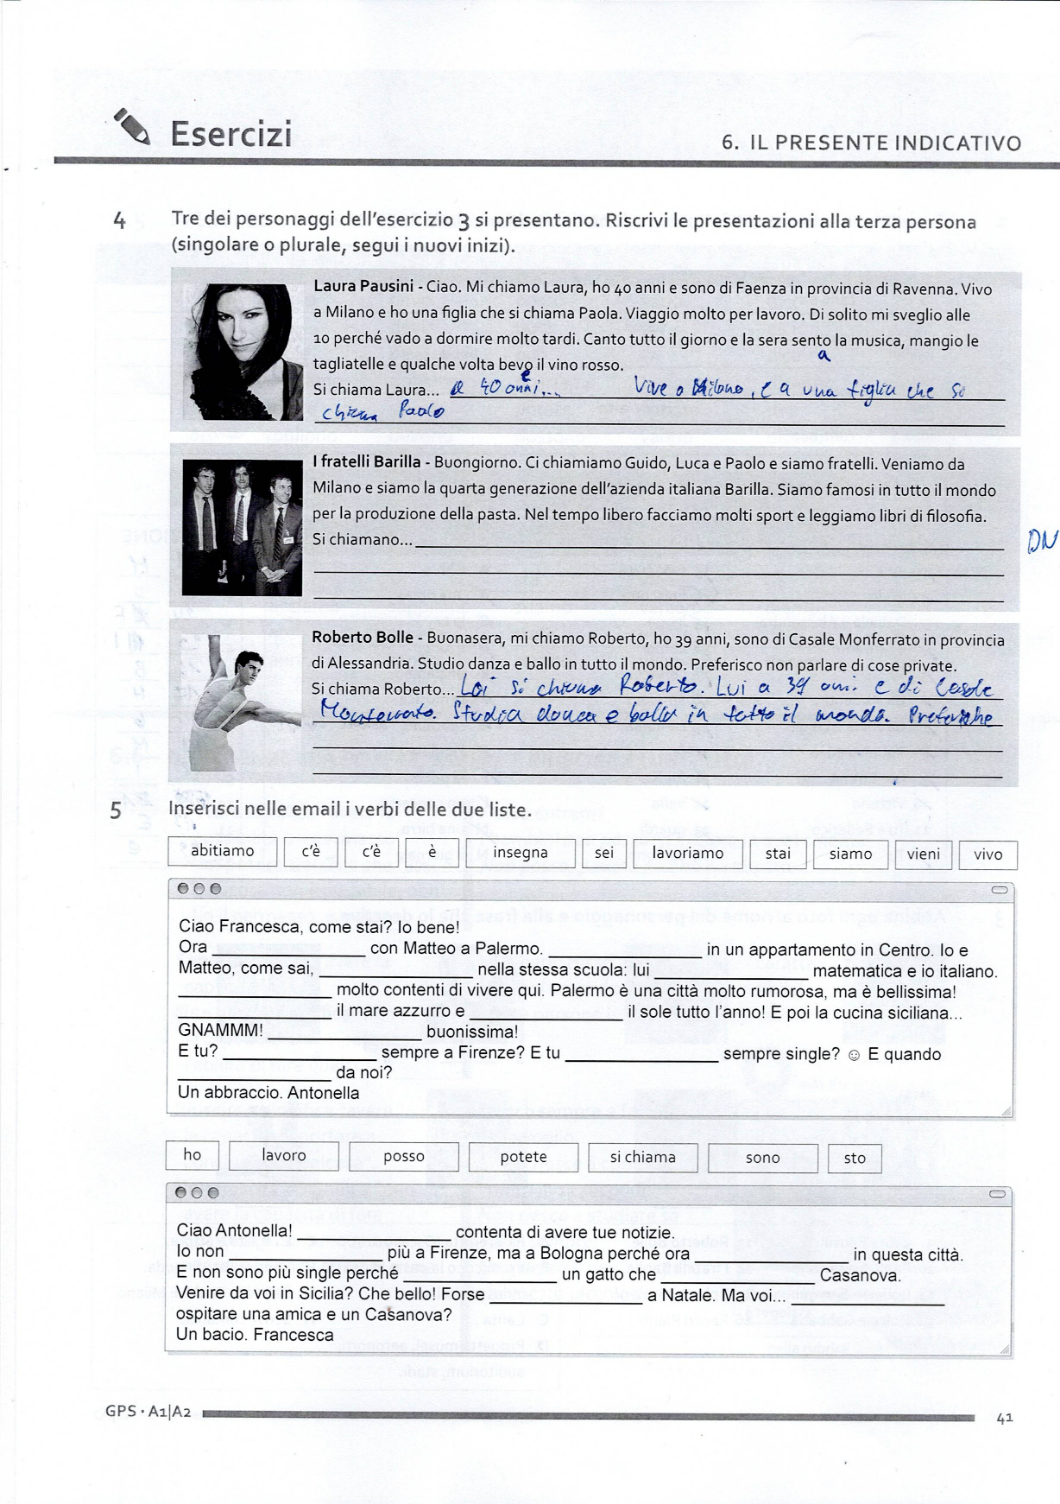 Esercizi
6. IL PRESENTE INDICATIVO
4 Tre dei personaggi dell'esercizio 3 si presentano. Riscrivi le presentazioni alla terza persona
(singolare o plurale, segui i nuovi inizi).
Laura Pausini - Ciao. Mi chiamo Laura, ho 40 anni e sono di Faenza in provincia di Ravenna. Vivo
a Milano e ho una figlia che si chiama Paola. Viaggio molto per lavoro. Di solito mi sveglio alle
10 perché vado a dormire molto tardi. Canto tutto il giorno e la sera sento la musica, mangio le
a
tagliatelle e qualche volta bevo il vino rosso.
e
Si chiama Laura... a 40 anni... Vive a Milano, e a una figlia che si
chiama Paolo
I fratelli Barilla - Buongiorno. Ci chiamiamo Guido, Luca e Paolo e siamo fratelli. Veniamo da
Milano e siamo la quarta generazione dell'azienda italiana Barilla. Siamo famosi in tutto il mondo
per la produzione della pasta. Nel tempo libero facciamo molti sport e leggiamo libri di filosofia.
Si chiamano...
DN
Roberto Bolle - Buonasera, mi chiamo Roberto, ho 39 anni, sono di Casale Monferrato in provincia
di Alessandria. Studio danza e ballo in tutto il mondo. Preferisco non parlare di cose private.
Si chiama Roberto... si chiama Roberto. Lui a 39 anni e di Casale
Studia e balla in tutto il mondo.
5 Inserisci nelle email i verbi delle due liste.
abitiamo c'è c'è è insegna sei lavoriamo stai siamo vieni vivo
Ciao Francesca, come stai? Io bene!
Ora con Matteo a Palermo. in un appartamento in Centro. Io e
Matteo, come sai, nella stessa scuola: lui matematica e io italiano.
molto contenti di vivere qui. Palermo è una città molto rumorosa, ma è bellissima!
il mare azzurro e il sole tutto l'anno! E poi la cucina siciliana...
GNAMMM! buonissima!
E tu? sempre a Firenze? E tu sempre single? ☺ E quando
da noi?
Un abbraccio. Antonella
ho lavoro posso potete si chiama sono sto
Ciao Antonella! contenta di avere tue notizie.
Io non più a Firenze, ma a Bologna perché ora in questa città.
E non sono più single perché un gatto che Casanova.
Venire da voi in Sicilia? Che bello! Forse a Natale. Ma voi...
ospitare una amica e un Casanova?
Un bacio. Francesca
GPS · A1|A2
41